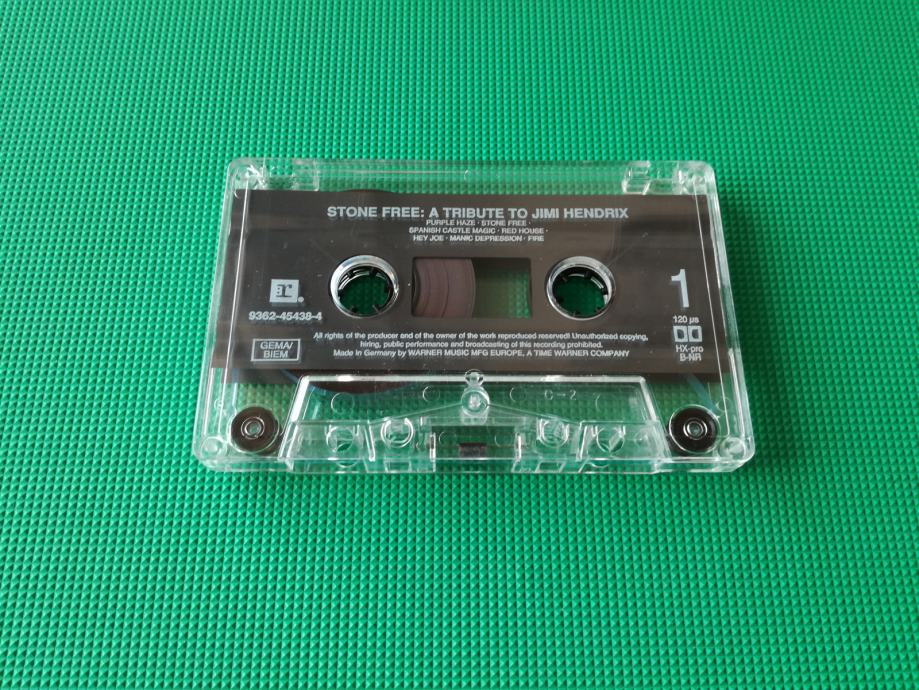 STONE FREE: A TRIBUTE TO JIMI HENDRIX
PURPLE HAZE · STONE FREE ·
SPANISH CASTLE MAGIC · RED HOUSE ·
HEY JOE · MANIC DEPRESSION · FIRE
r
9362-45438-4
GEMA/
BIEM
1
120 µs
HX-pro
B-NR
All rights of the producer and of the owner of the work reproduced reserved! Unauthorized copying,
hiring, public performance and broadcasting of this recording prohibited.
Made in Germany by WARNER MUSIC MFG EUROPE, A TIME WARNER COMPANY
C-2